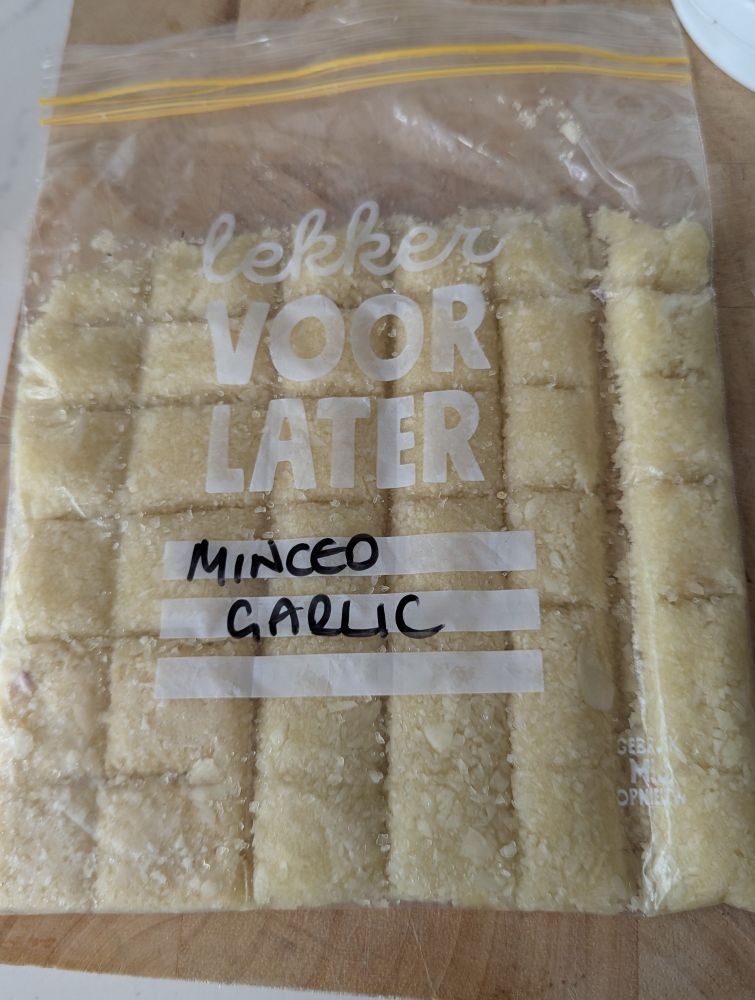 lekker
VOOR
LATER
MINCED
GARLIC